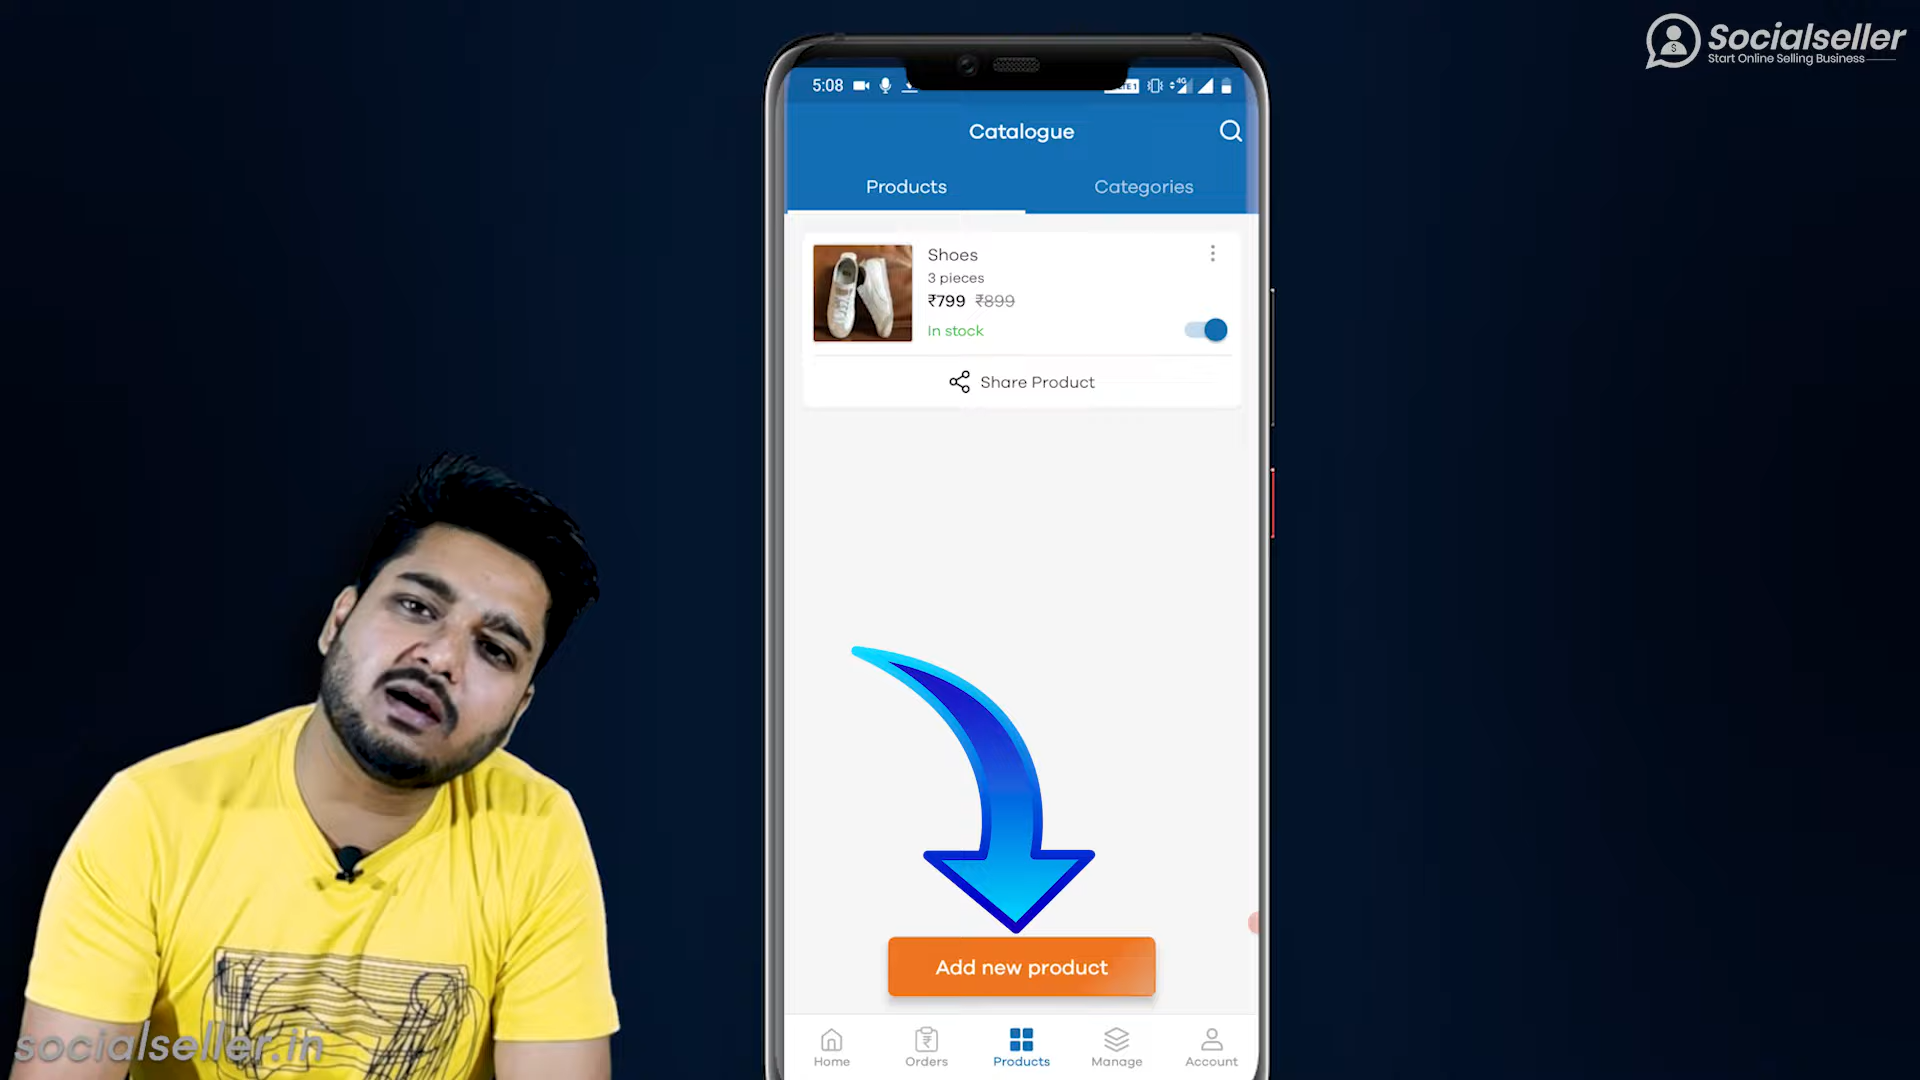 Socialseller
Start Online Selling Business
5:08
4G
Catalogue
Products
Categories
Shoes
3 pieces
₹799 ₹899
In stock
Share Product
Add new product
Home
Orders
Products
Manage
Account
socialseller.in